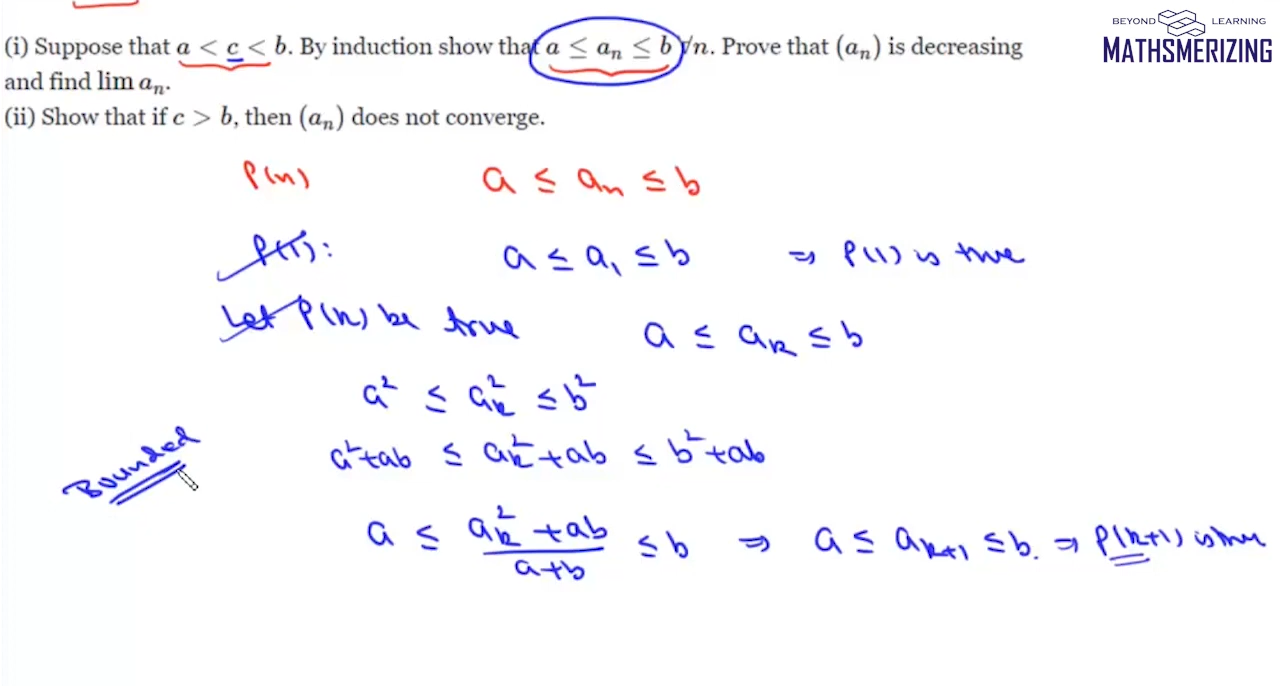 BEYOND LEARNING
MATHSMERIZING
(i) Suppose that a < c < b. By induction show that a ≤ aₙ ≤ b ∀n. Prove that (aₙ) is decreasing
and find lim aₙ.
(ii) Show that if c > b, then (aₙ) does not converge.
P(n) a ≤ aₙ ≤ b
P(1): a ≤ a₁ ≤ b ⇒ P(1) is true
Let P(k) be true a ≤ aₖ ≤ b
a² ≤ aₖ² ≤ b²
a²+ab ≤ aₖ²+ab ≤ b²+ab
Bounded
a ≤ (aₖ²+ab)/(a+b) ≤ b ⇒ a ≤ aₖ₊₁ ≤ b. ⇒ P(k+1) is true